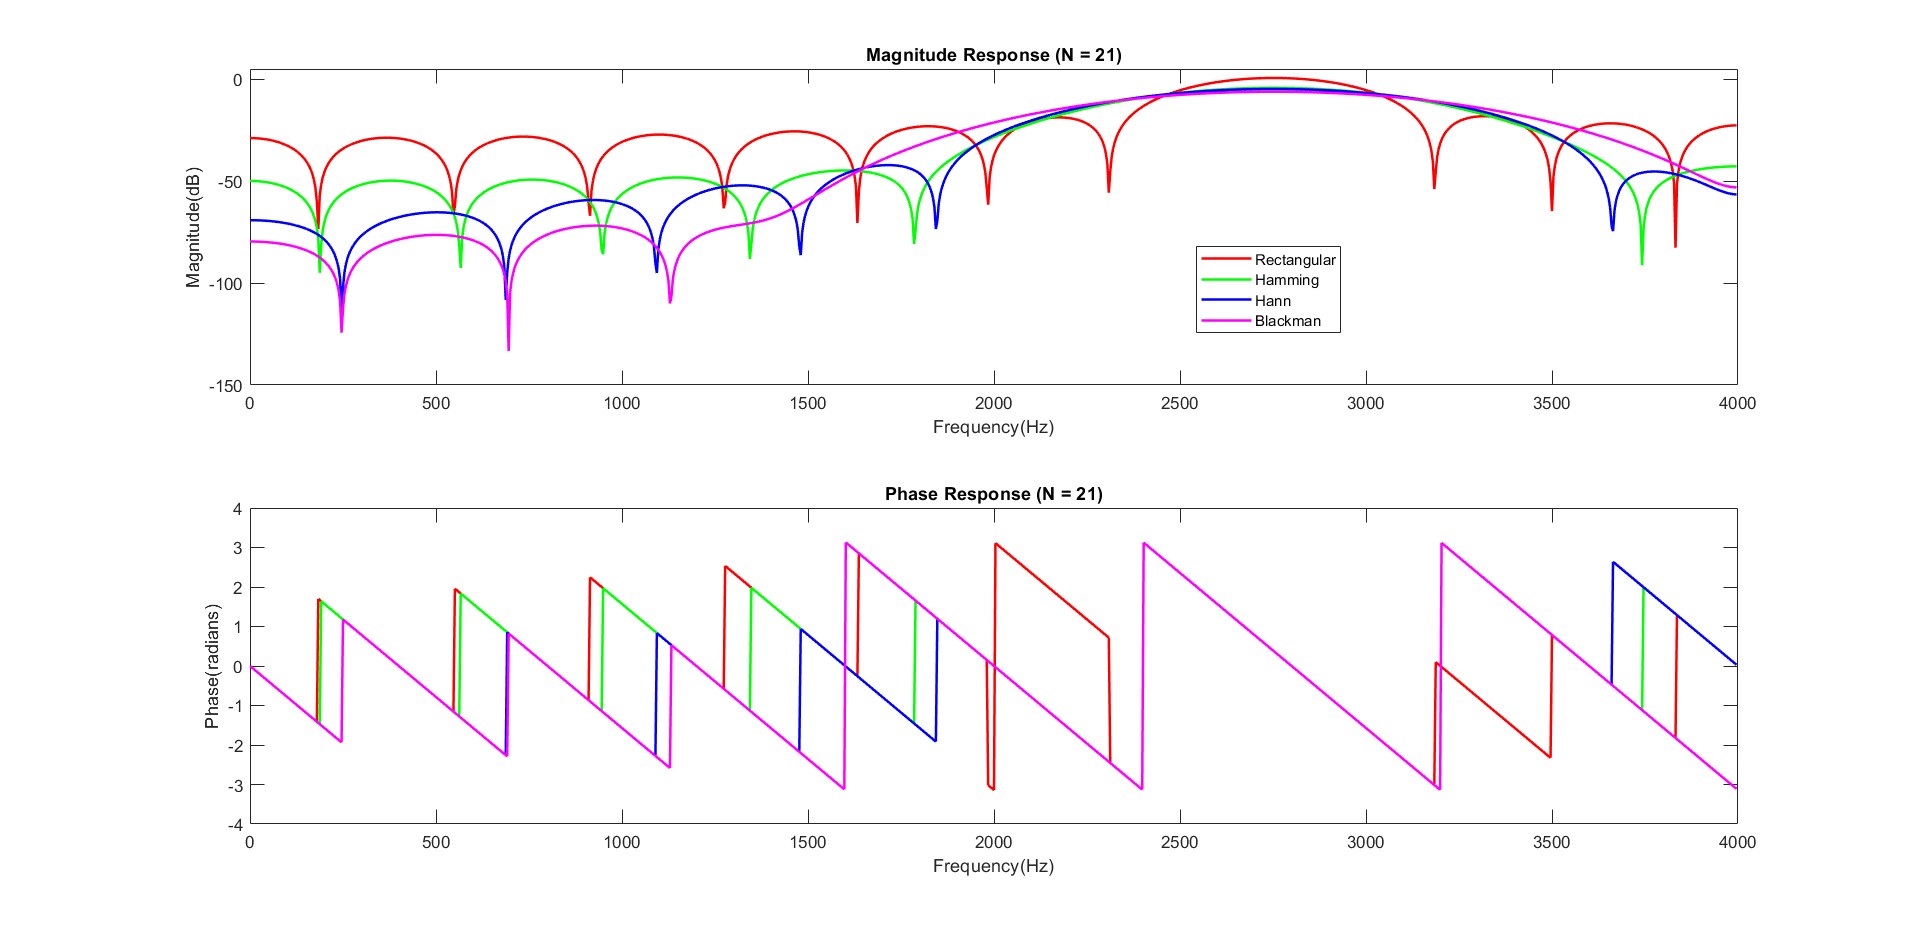 Magnitude Response (N = 21)
0
-50
-100
-150
Magnitude(dB)
Rectangular
Hamming
Hann
Blackman
0 500 1000 1500 2000 2500 3000 3500 4000
Frequency(Hz)
Phase Response (N = 21)
4
3
2
1
0
-1
-2
-3
-4
Phase(radians)
0 500 1000 1500 2000 2500 3000 3500 4000
Frequency(Hz)